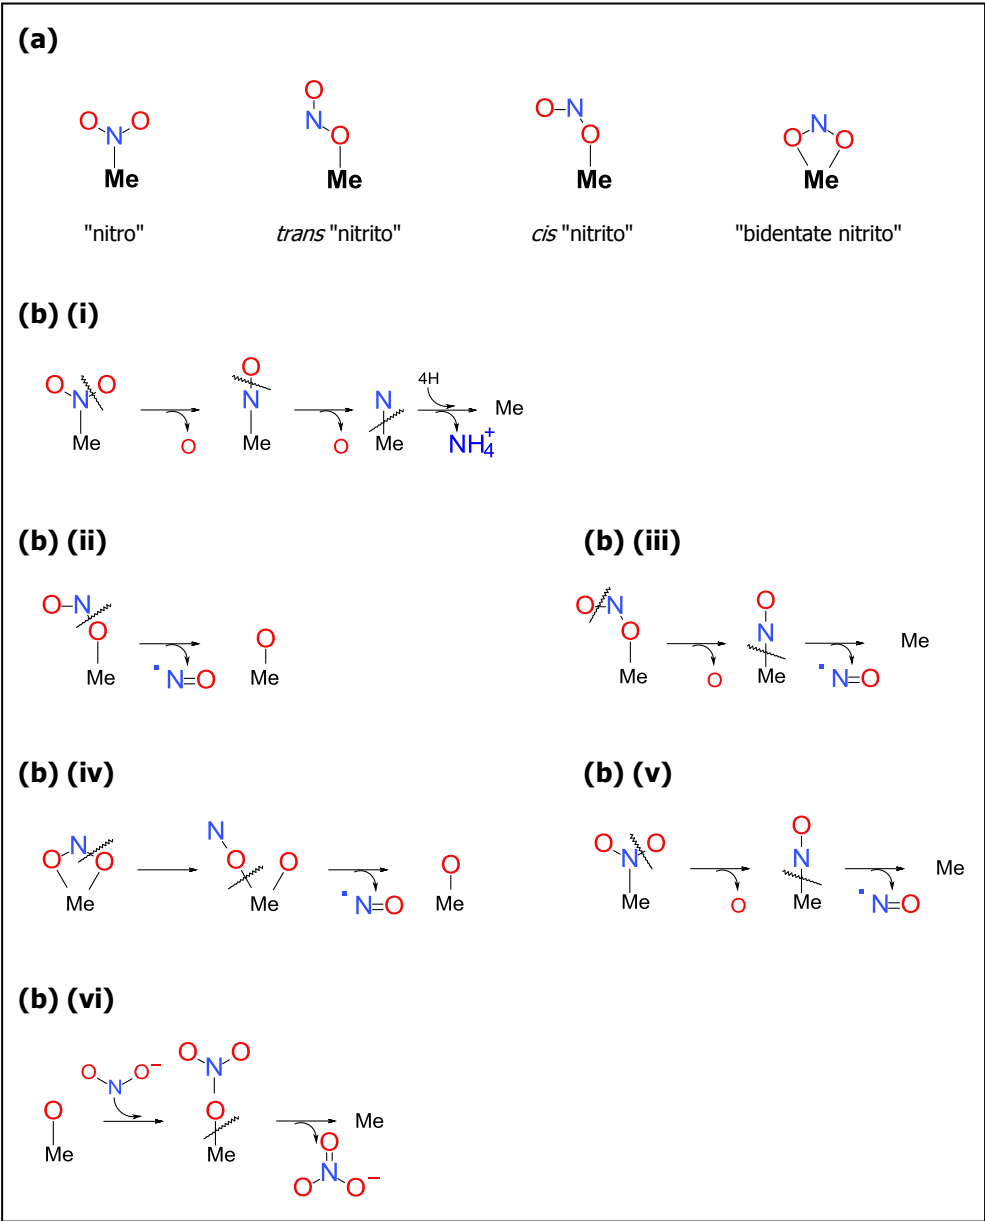 (a)
O N O Me
O N O Me
O N O Me
O N O Me
"nitro" trans "nitrito" cis "nitrito" "bidentate nitrito"
(b) (i)
O N O Me O O N Me O N Me 4H NH4+ Me
(b) (ii) (b) (iii)
O N O Me N=O O Me
O N O Me O O N Me N=O Me
(b) (iv) (b) (v)
O N O Me N O O Me N=O O Me
O N O Me O O N Me N=O Me
(b) (vi)
O Me O N O− O N O O Me O N O O− Me